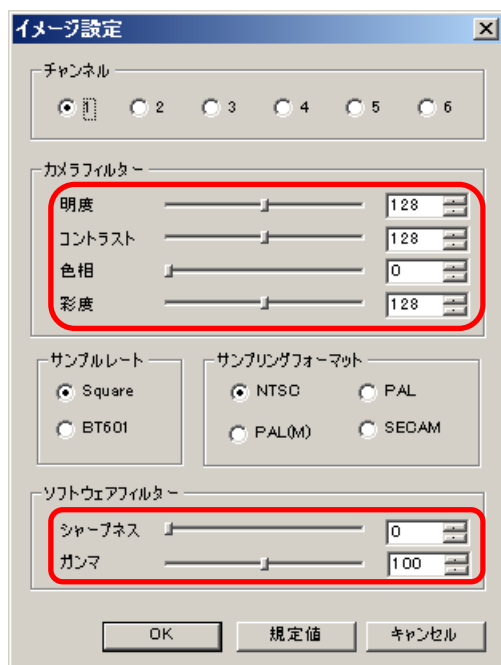 イメージ設定
チャンネル
1 2 3 4 5 6
カメラフィルター
明度 128
コントラスト 128
色相 0
彩度 128
サンプルレート サンプリングフォーマット
Square NTSC PAL
BT601 PAL(M) SECAM
ソフトウェアフィルター
シャープネス 0
ガンマ 100
OK 規定値 キャンセル